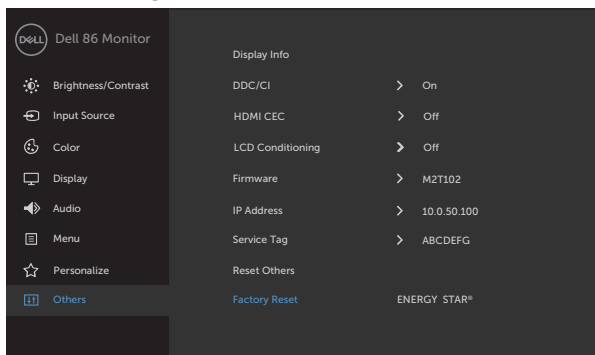 DELL Dell 86 Monitor
Display Info
Brightness/Contrast DDC/CI > On
Input Source HDMI CEC > Off
Color LCD Conditioning > Off
Display Firmware > M2T102
Audio IP Address > 10.0.50.100
Menu Service Tag > ABCDEFG
Personalize Reset Others
Others Factory Reset ENERGY STAR®